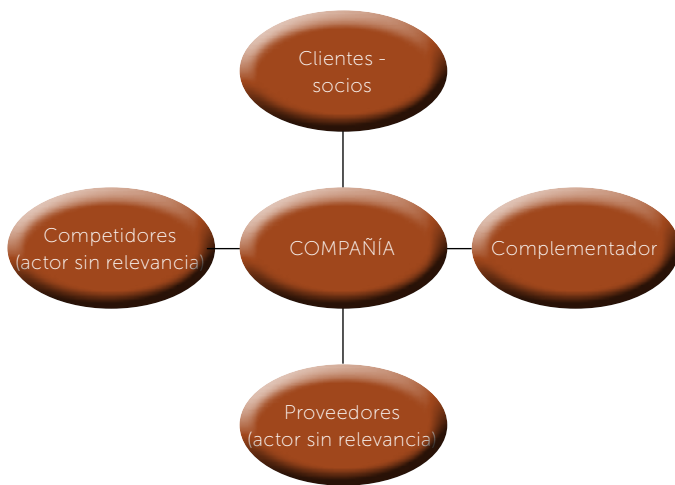 Clientes -
socios
Competidores
(actor sin relevancia)
COMPAÑÍA
Complementador
Proveedores
(actor sin relevancia)